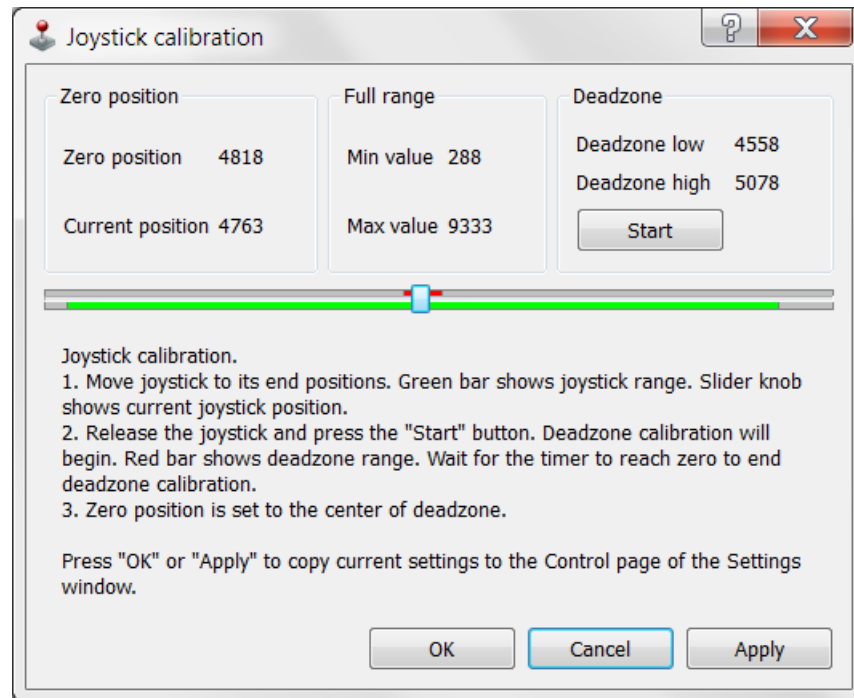 Joystick calibration
Zero position
Full range
Deadzone
Zero position 4818
Min value 288
Deadzone low 4558
Deadzone high 5078
Current position 4763
Max value 9333
Start
Joystick calibration.
1. Move joystick to its end positions. Green bar shows joystick range. Slider knob
shows current joystick position.
2. Release the joystick and press the "Start" button. Deadzone calibration will
begin. Red bar shows deadzone range. Wait for the timer to reach zero to end
deadzone calibration.
3. Zero position is set to the center of deadzone.
Press "OK" or "Apply" to copy current settings to the Control page of the Settings
window.
OK
Cancel
Apply